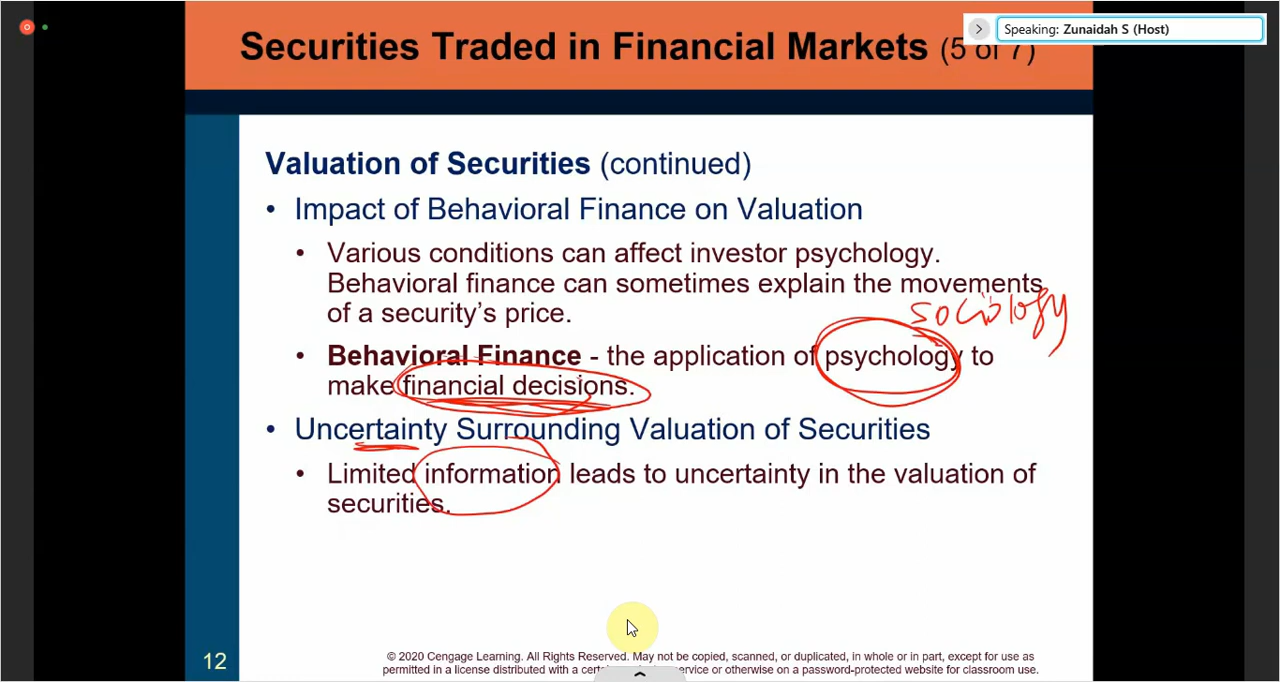 Speaking: Zunaidah S (Host)
Securities Traded in Financial Markets (5 of 7)
Valuation of Securities (continued)
• Impact of Behavioral Finance on Valuation
• Various conditions can affect investor psychology.
Behavioral finance can sometimes explain the movements
of a security's price.
sociology
• Behavioral Finance - the application of psychology to
make financial decisions.
• Uncertainty Surrounding Valuation of Securities
• Limited information leads to uncertainty in the valuation of
securities.
12
© 2020 Cengage Learning. All Rights Reserved. May not be copied, scanned, or duplicated, in whole or in part, except for use as
permitted in a license distributed with a certain service or otherwise on a password-protected website for classroom use.